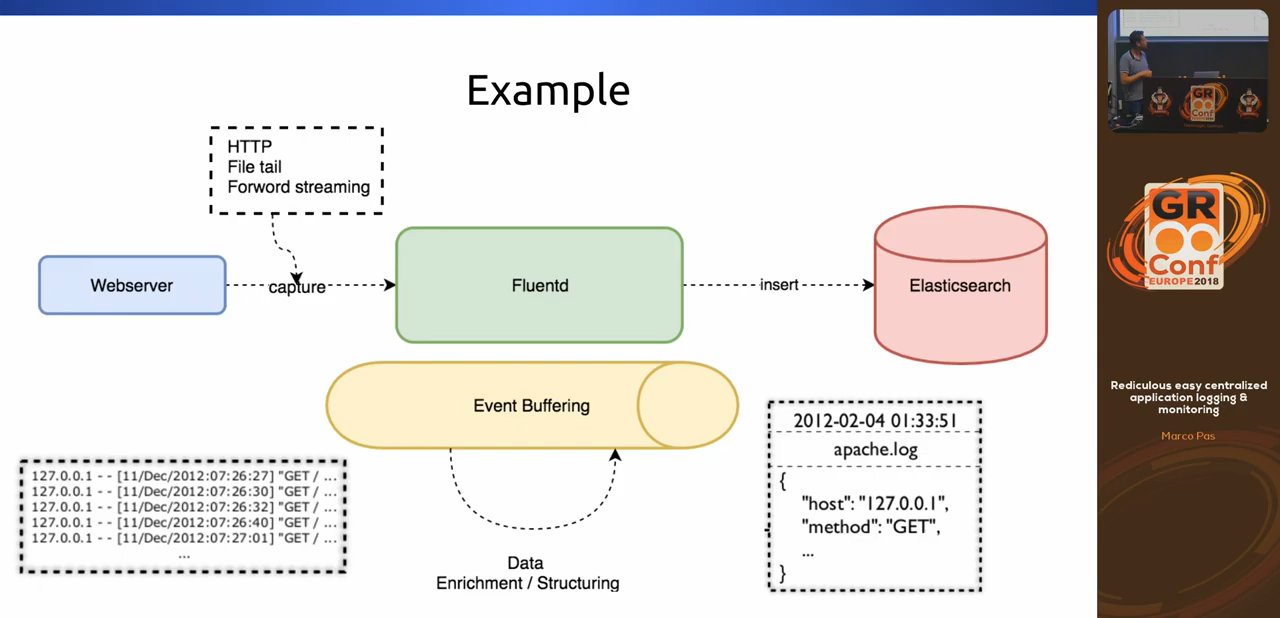 Example
HTTP
File tail
Forword streaming
Webserver
capture
Fluentd
insert
Elasticsearch
Event Buffering
127.0.0.1 - - [11/Dec/2012:07:26:27] "GET / ...
127.0.0.1 - - [11/Dec/2012:07:26:30] "GET / ...
127.0.0.1 - - [11/Dec/2012:07:26:32] "GET / ...
127.0.0.1 - - [11/Dec/2012:07:26:40] "GET / ...
127.0.0.1 - - [11/Dec/2012:07:27:01] "GET / ...
...
Data
Enrichment / Structuring
2012-02-04 01:33:51
apache.log
{
"host": "127.0.0.1",
"method": "GET",
...
}
GR
Conf
GR
Conf
EUROPE 2018
Rediculous easy centralized
application logging &
monitoring
Marco Pas